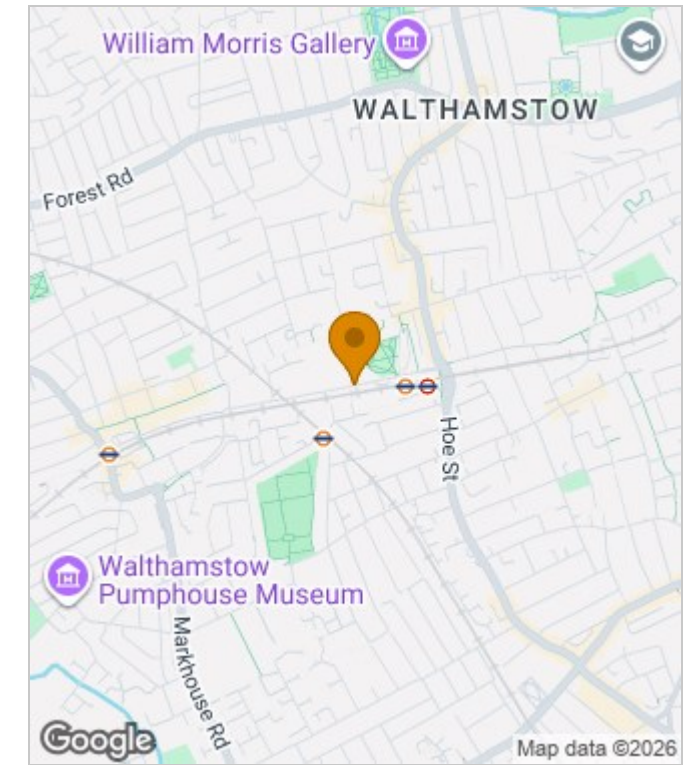 William Morris Gallery
WALTHAMSTOW
Forest Rd
Hoe St
Walthamstow
Pumphouse Museum
Markhouse Rd
Google
Map data ©2026